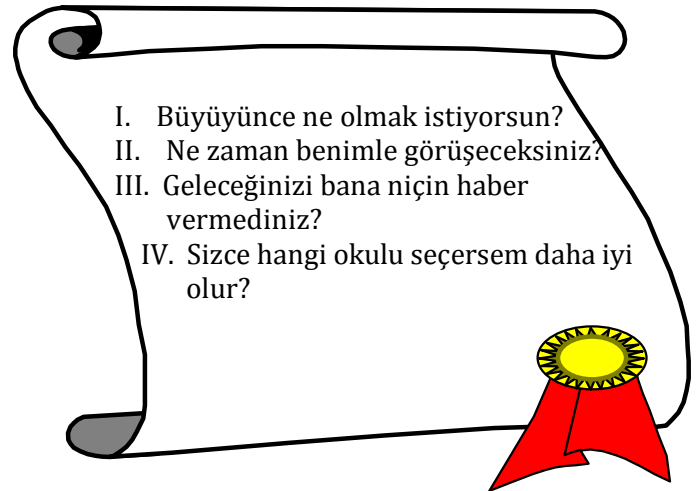 I. Büyüyünce ne olmak istiyorsun?
II. Ne zaman benimle görüşeceksiniz?
III. Geleceğinizi bana niçin haber
vermediniz?
IV. Sizce hangi okulu seçersem daha iyi
olur?